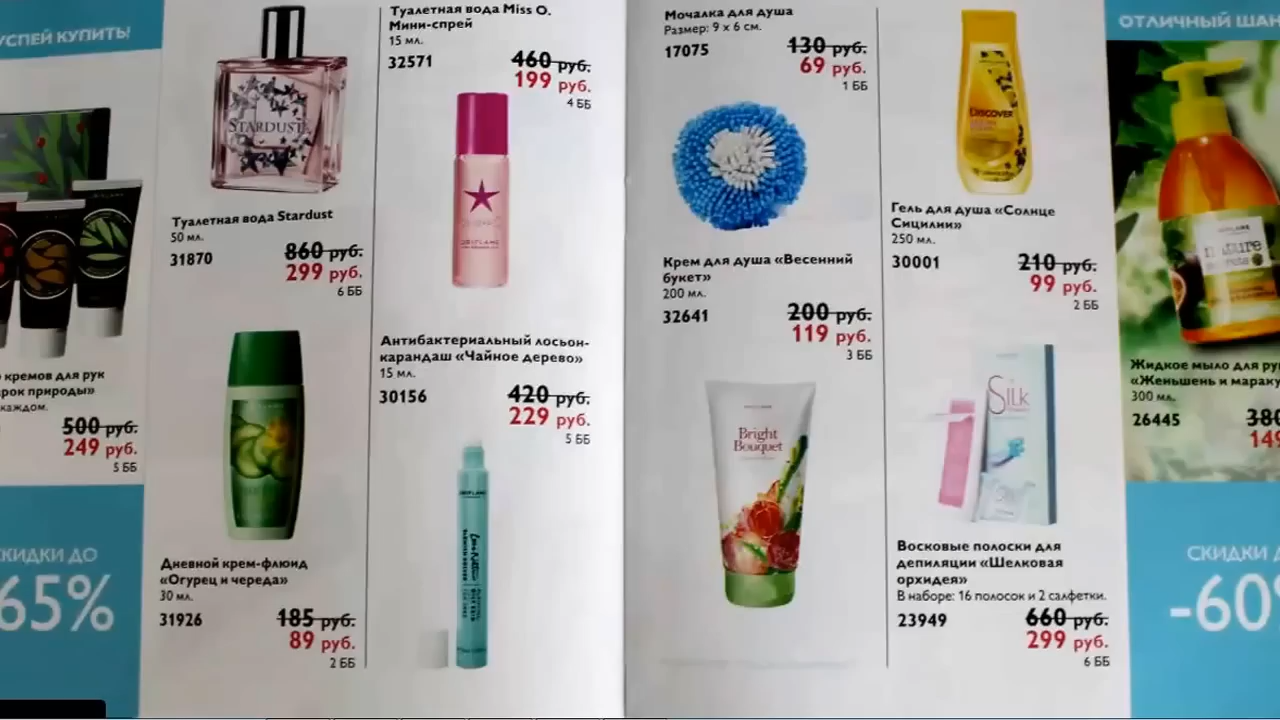 УСПЕЙ КУПИТЬ!
кремов для рук
рок природы»
каждом.
500 руб.
249 руб.
5 ББ
СКИДКИ ДО
65%
STARDUST
Туалетная вода Stardust
50 мл.
31870
860 руб.
299 руб.
6 ББ
Дневной крем-флюид
«Огурец и череда»
30 мл.
31926
185 руб.
89 руб.
2 ББ
Туалетная вода Miss O.
Мини-спрей
15 мл.
32571
460 руб.
199 руб.
4 ББ
ORIFLAME
Антибактериальный лосьон-
карандаш «Чайное дерево»
15 мл.
30156
420 руб.
229 руб.
5 ББ
ORIFLAME
Мочалка для душа
Размер: 9 x 6 см.
17075
130 руб.
69 руб.
1 ББ
Крем для душа «Весенний
букет»
200 мл.
32641
200 руб.
119 руб.
3 ББ
Bright
Bouquet
DISCOVER
Гель для душа «Солнце
Сицилии»
250 мл.
30001
210 руб.
99 руб.
2 ББ
Silk
Восковые полоски для
депиляции «Шелковая
орхидея»
В наборе: 16 полосок и 2 салфетки.
23949
660 руб.
299 руб.
6 ББ
ОТЛИЧНЫЙ ШАН
nature
Жидкое мыло для ру
«Женьшень и мараку
300 мл.
26445
380
149
СКИДКИ Д
-60%